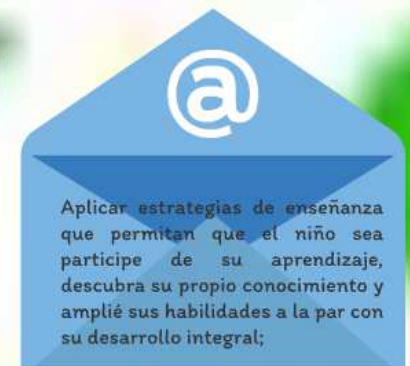 @
Aplicar estrategias de enseñanza
que permitan que el niño sea
participe de su aprendizaje,
descubra su propio conocimiento y
amplié sus habilidades a la par con
su desarrollo integral;